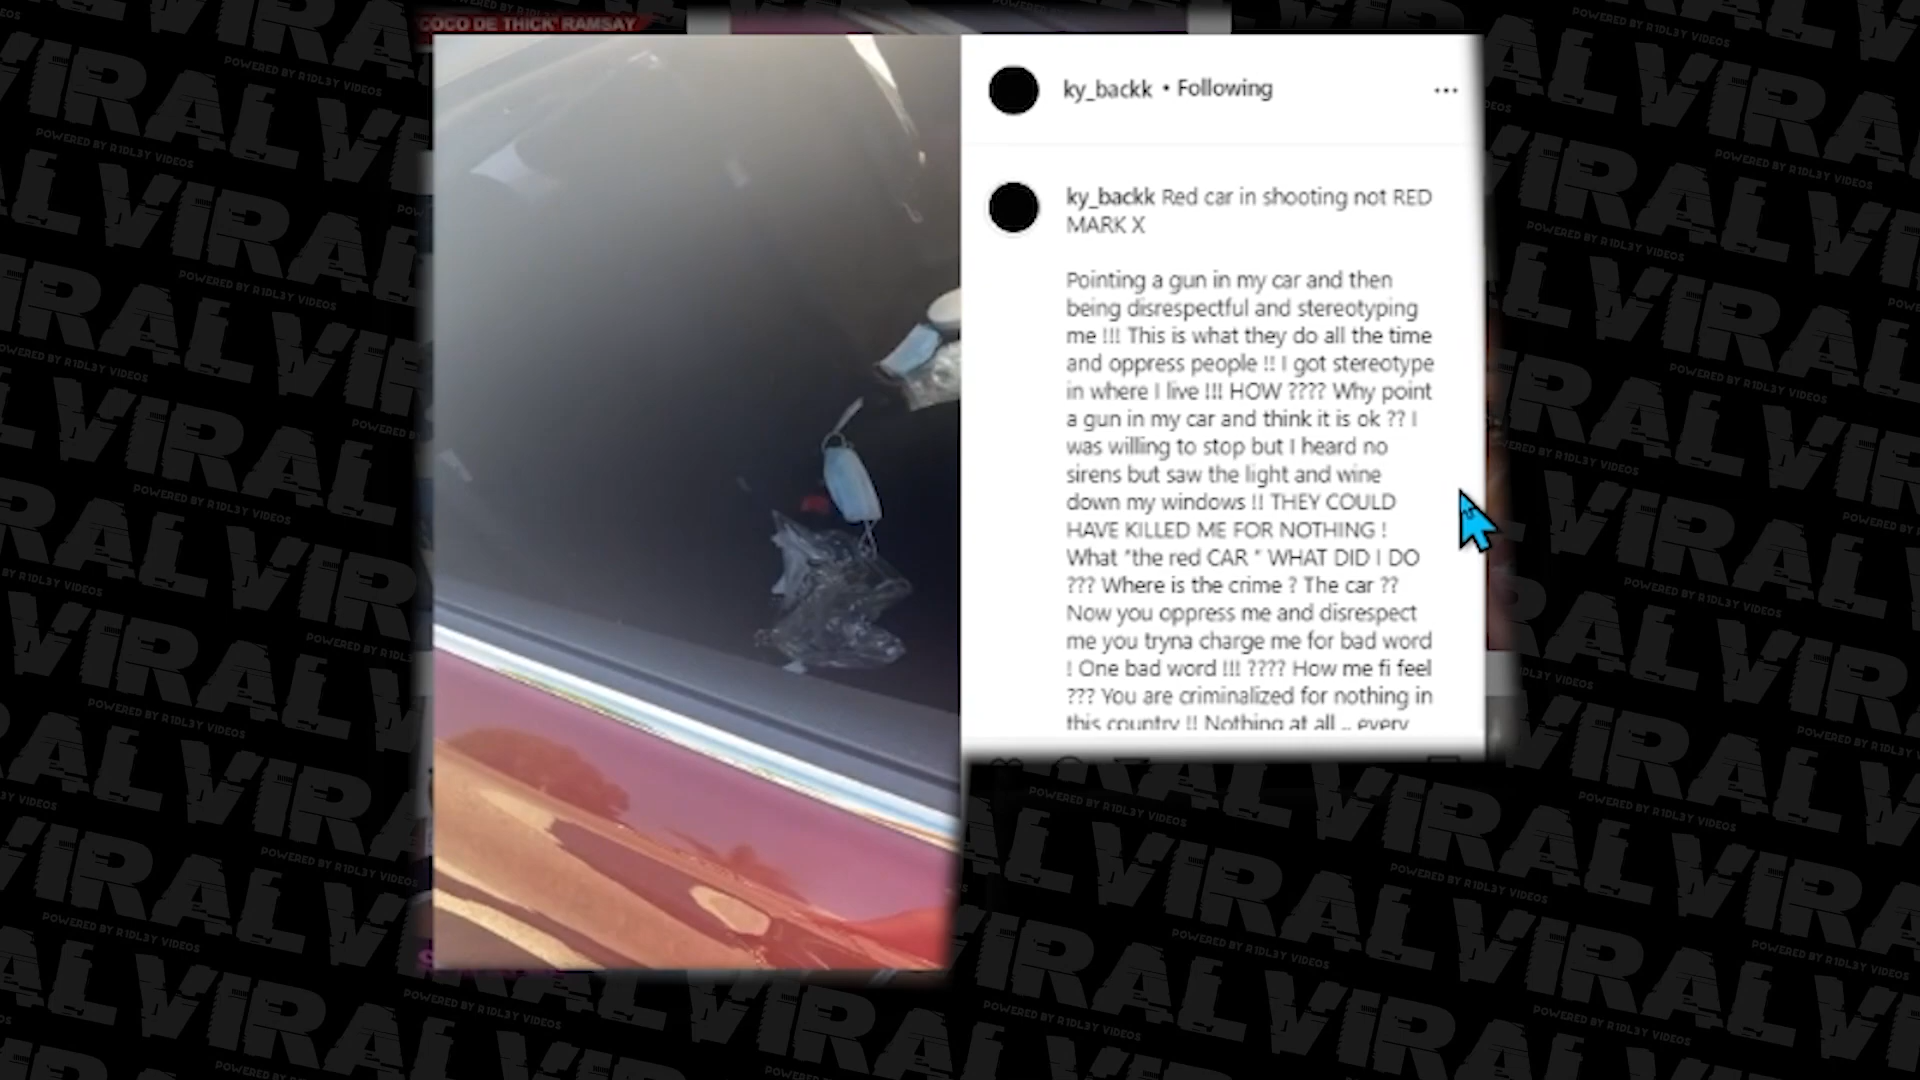 COCO DE THICK' RAMSAY
ky_backk • Following
ky_backk Red car in shooting not RED
MARK X
Pointing a gun in my car and then
being disrespectful and stereotyping
me !!! This is what they do all the time
and oppress people !! I got stereotype
in where I live !!! HOW ???? Why point
a gun in my car and think it is ok ?? I
was willing to stop but I heard no
sirens but saw the light and wine
down my windows !! THEY COULD
HAVE KILLED ME FOR NOTHING !
What "the red CAR " WHAT DID I DO
??? Where is the crime ? The car ??
Now you oppress me and disrespect
me you tryna charge me for bad word
! One bad word !!! ???? How me fi feel
??? You are criminalized for nothing in
this country !! Nothing at all .. every
VIRAL
POWERED BY R1DL3Y VIDEOS